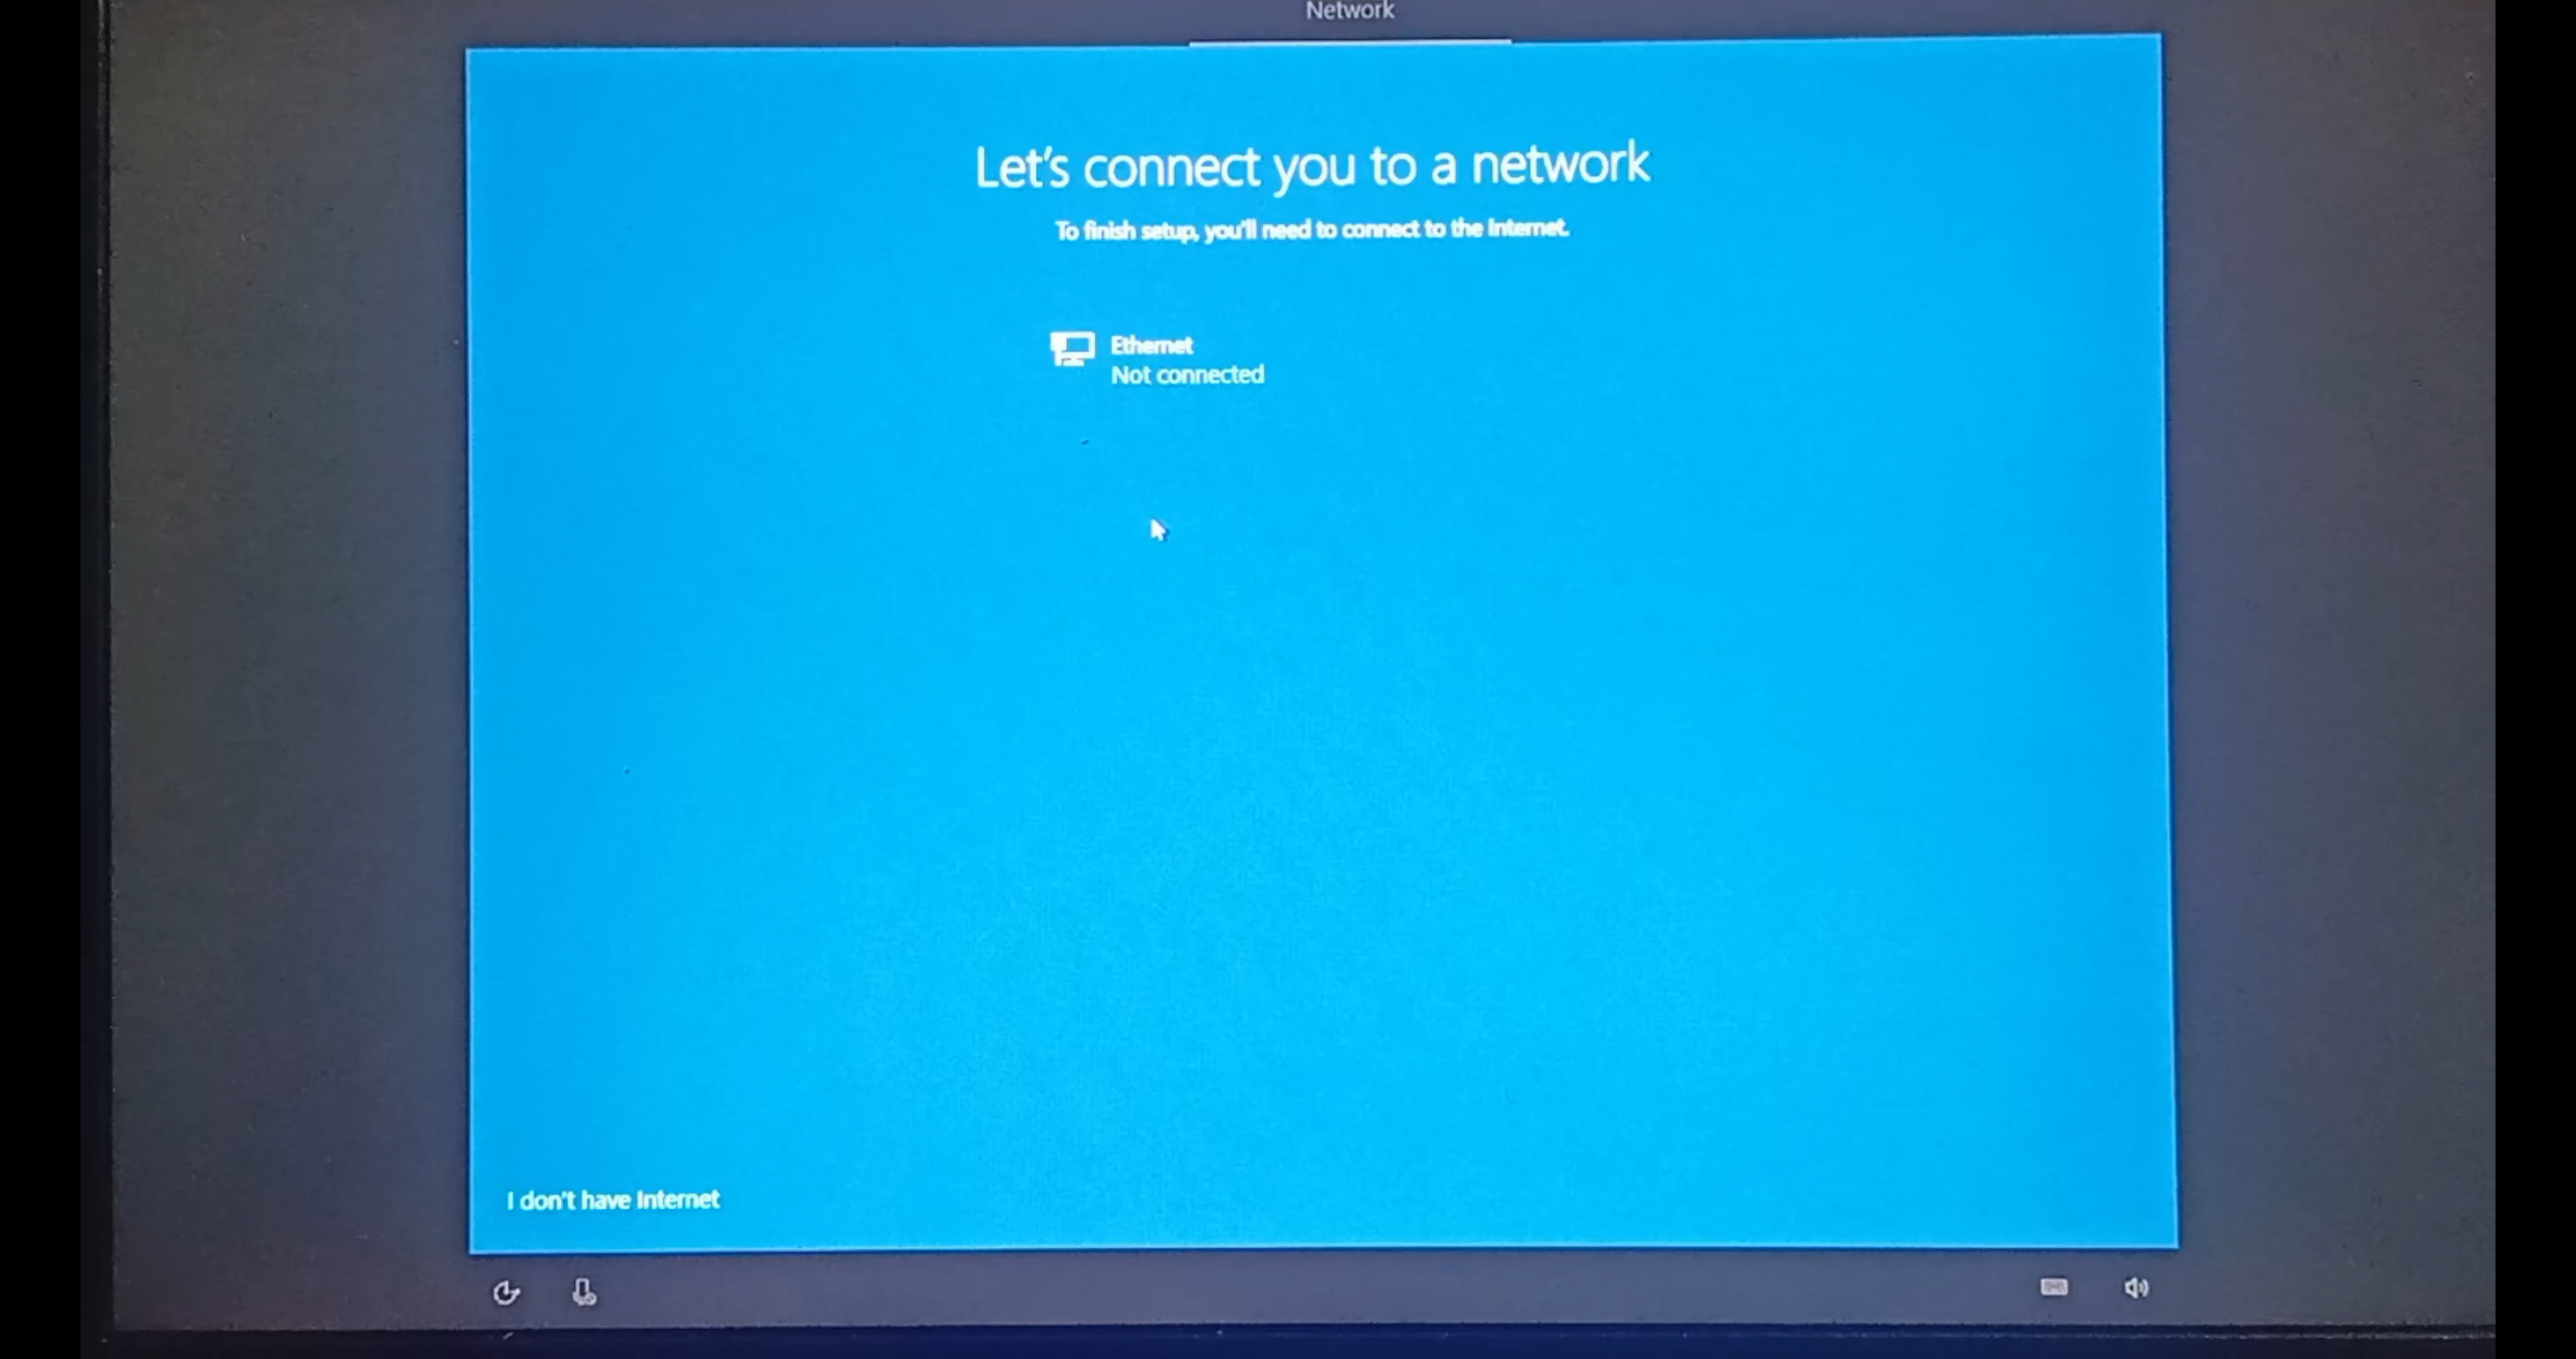 Network
Let's connect you to a network
To finish setup, you'll need to connect to the Internet.
Ethernet
Not connected
I don't have Internet